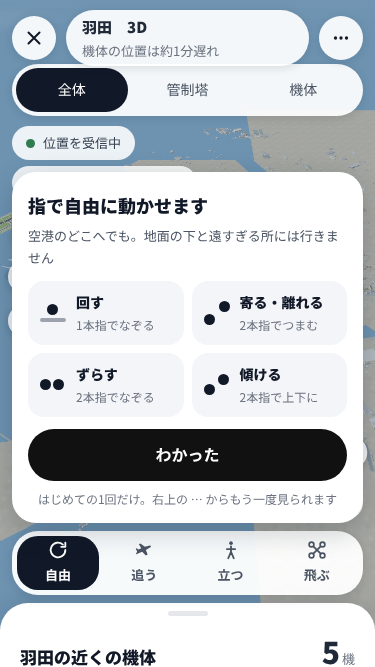 羽田　3D
機体の位置は約1分遅れ
全体
管制塔
機体
位置を受信中
指で自由に動かせます
空港のどこへでも。地面の下と遠すぎる所には行きま
せん
回す
1本指でなぞる
寄る・離れる
2本指でつまむ
ずらす
2本指でなぞる
傾ける
2本指で上下に
わかった
はじめての1回だけ。右上の … からもう一度見られます
自由
追う
立つ
飛ぶ
羽田の近くの機体
5機